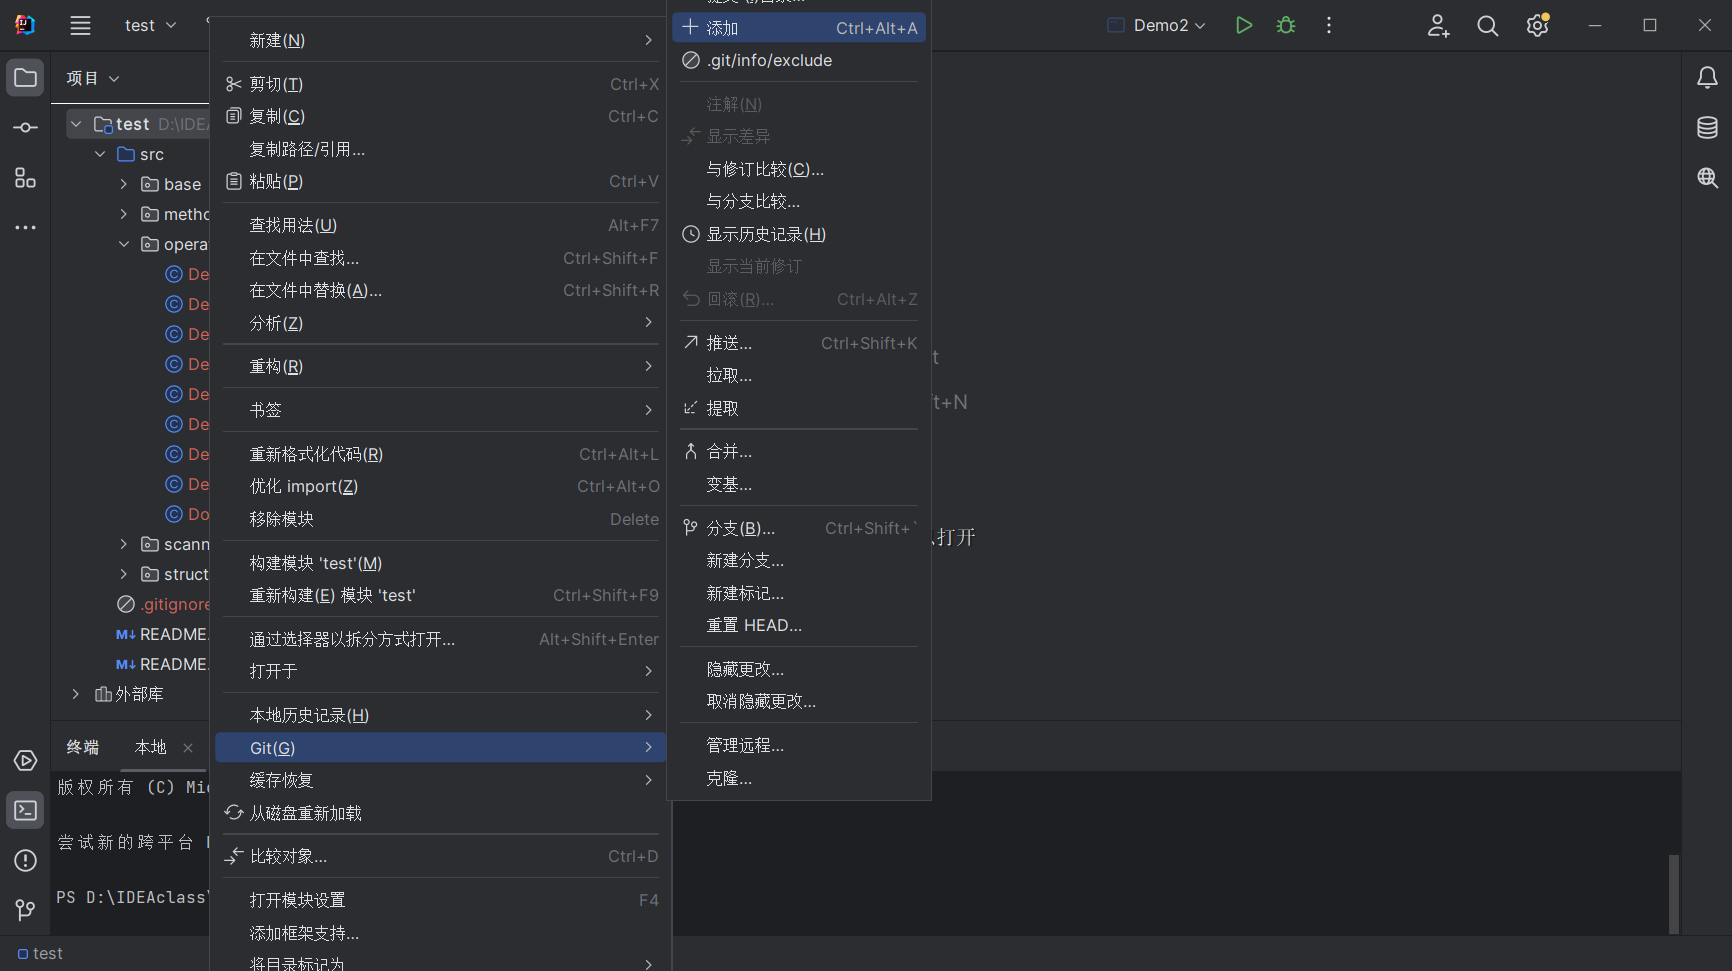 test
Demo2
项目
test D:\IDEA
src
base
metho
opera
De
De
De
De
De
De
De
De
Do
scann
struct
.gitignore
README.
README.
外部库
新建(N)
剪切(T) Ctrl+X
复制(C) Ctrl+C
复制路径/引用...
粘贴(P) Ctrl+V
查找用法(U) Alt+F7
在文件中查找... Ctrl+Shift+F
在文件中替换(A)... Ctrl+Shift+R
分析(Z)
重构(R)
书签
重新格式化代码(R) Ctrl+Alt+L
优化 import(Z) Ctrl+Alt+O
移除模块 Delete
构建模块 'test'(M)
重新构建(E) 模块 'test' Ctrl+Shift+F9
通过选择器以拆分方式打开... Alt+Shift+Enter
打开于
本地历史记录(H)
Git(G)
缓存恢复
从磁盘重新加载
比较对象... Ctrl+D
打开模块设置 F4
添加框架支持...
将目录标记为
添加 Ctrl+Alt+A
.git/info/exclude
注解(N)
显示差异
与修订比较(C)...
与分支比较...
显示历史记录(H)
显示当前修订
回滚(R)... Ctrl+Alt+Z
推送... Ctrl+Shift+K
拉取...
提取
合并...
变基...
分支(B)... Ctrl+Shift+`
新建分支...
新建标记...
重置 HEAD...
隐藏更改...
取消隐藏更改...
管理远程...
克隆...
t
t+N
打开
终端 本地
版权所有 (C) Mic
尝试新的跨平台
PS D:\IDEAclass\
test